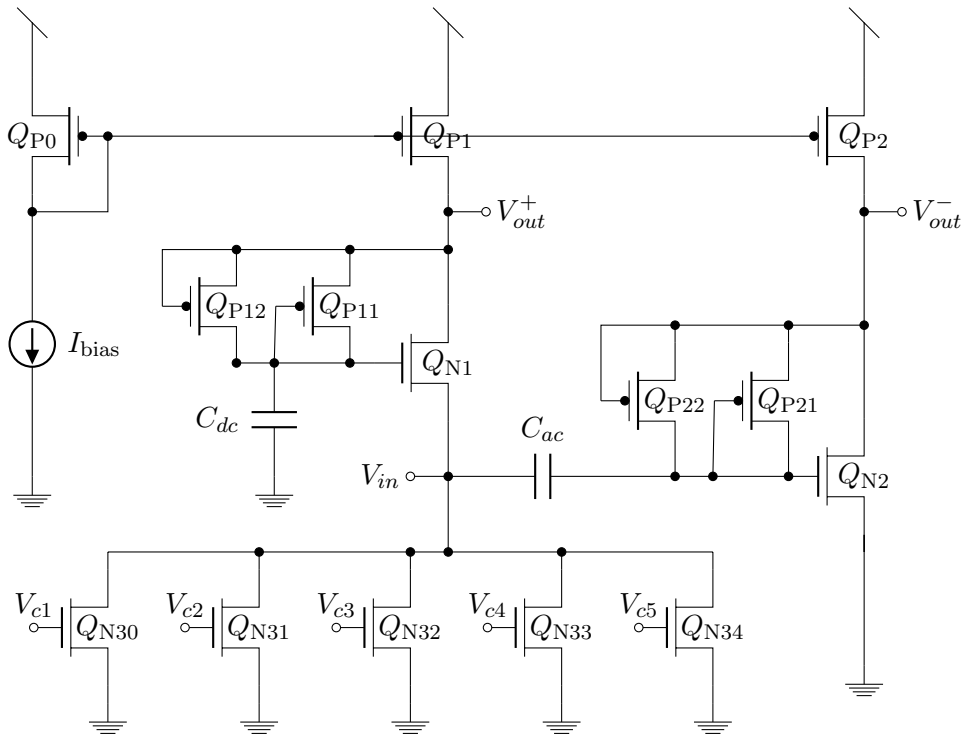 Q_P0
Q_P1
Q_P2
V_out^+
V_out^-
Q_P12
Q_P11
I_bias
Q_N1
C_dc
Q_P22
Q_P21
C_ac
V_in
Q_N2
V_c1
V_c2
V_c3
V_c4
V_c5
Q_N30
Q_N31
Q_N32
Q_N33
Q_N34